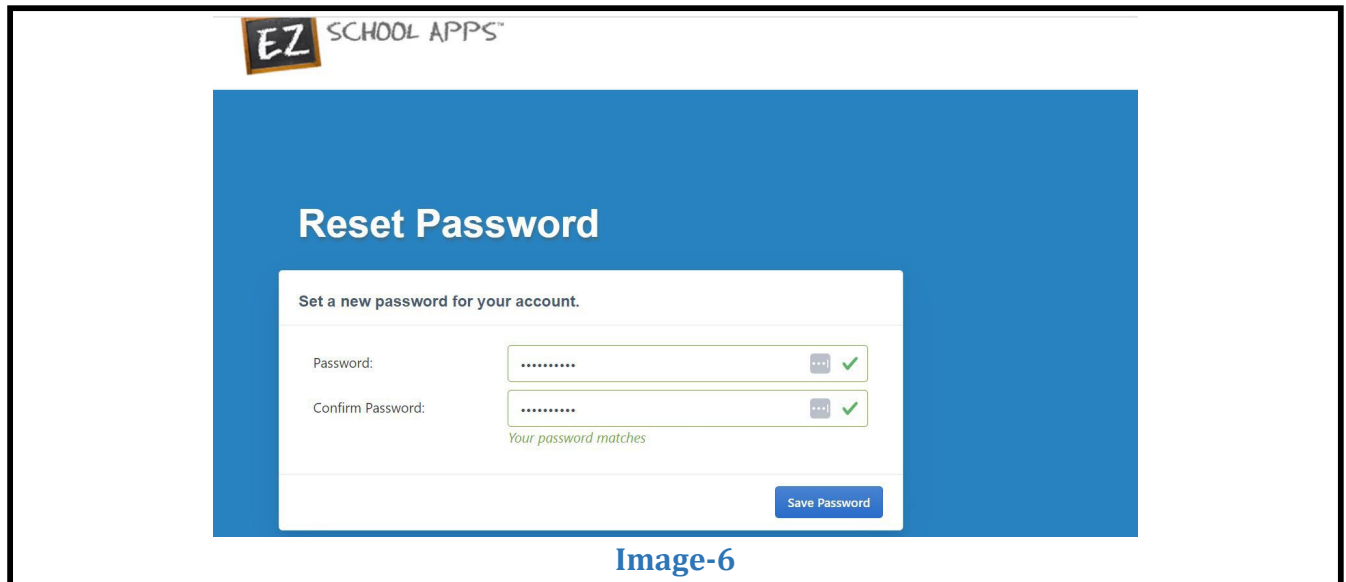 EZ SCHOOL APPS™
Reset Password
Set a new password for your account.
Password: ••••••••••
Confirm Password: ••••••••••
Your password matches
Save Password
Image-6